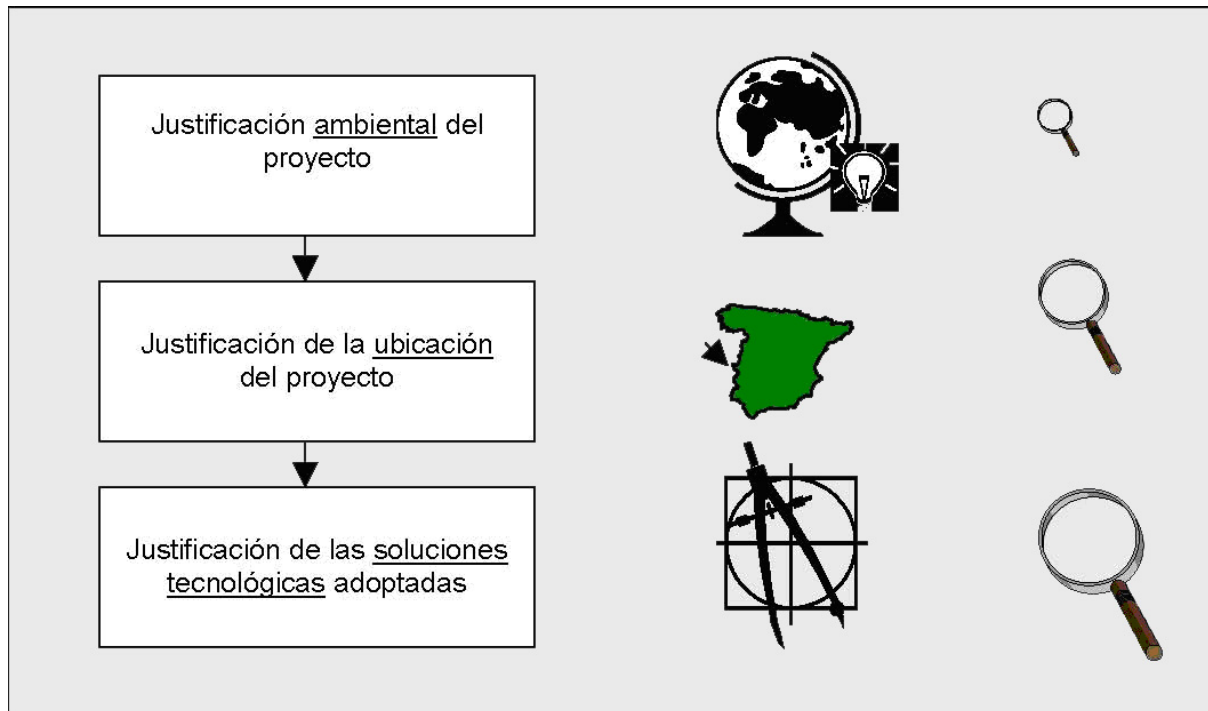 Justificación ambiental del
proyecto
Justificación de la ubicación
del proyecto
Justificación de las soluciones
tecnológicas adoptadas